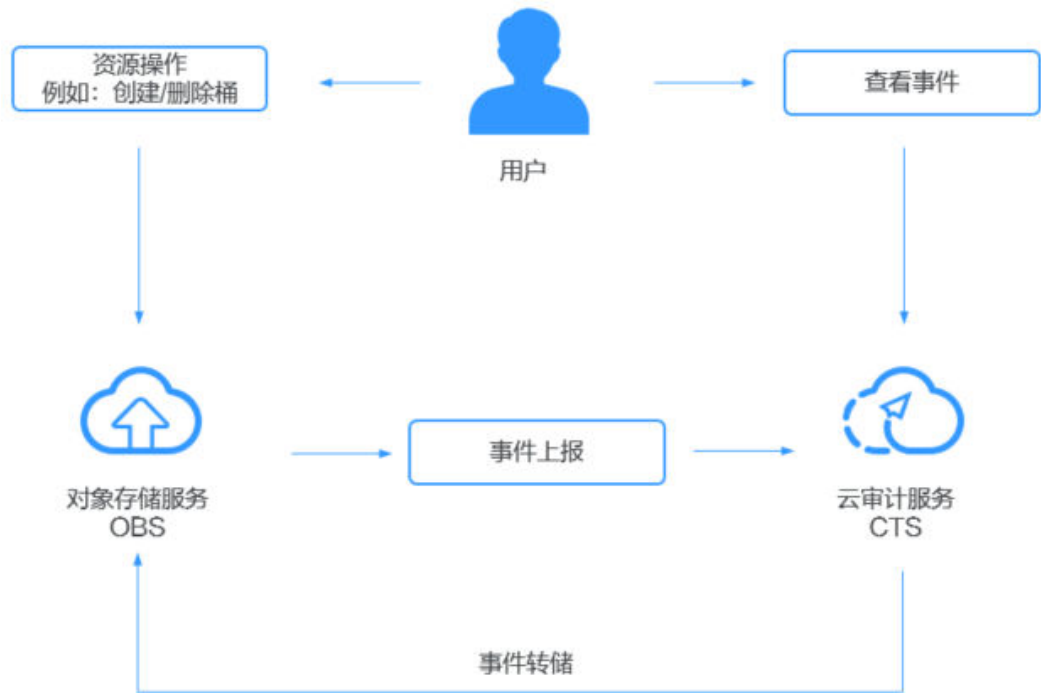 资源操作
例如：创建/删除桶
查看事件
用户
事件上报
对象存储服务
OBS
云审计服务
CTS
事件转储